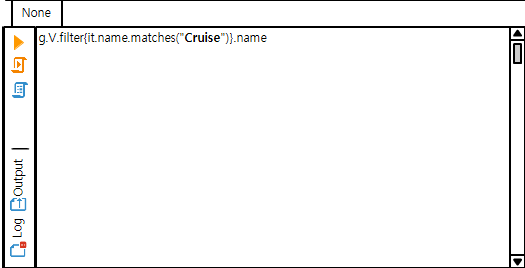 None
g.V.filter{it.name.matches("Cruise")}.name
Output
Log